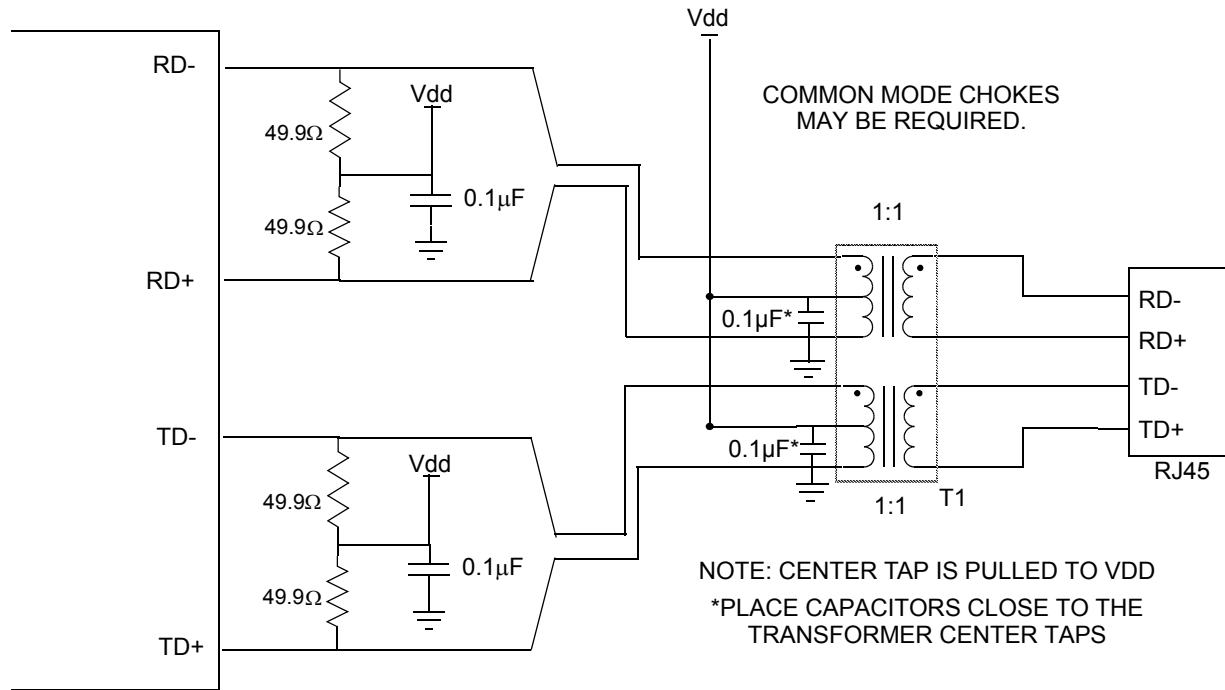 Vdd
RD-
Vdd
COMMON MODE CHOKES
MAY BE REQUIRED.
49.9Ω
0.1μF
49.9Ω
1:1
RD+
RD-
0.1µF*
RD+
TD-
TD-
TD+
Vdd
0.1µF*
RJ45
1:1
T1
49.9Ω
0.1μF
49.9Ω
NOTE: CENTER TAP IS PULLED TO VDD
*PLACE CAPACITORS CLOSE TO THE
TRANSFORMER CENTER TAPS
TD+